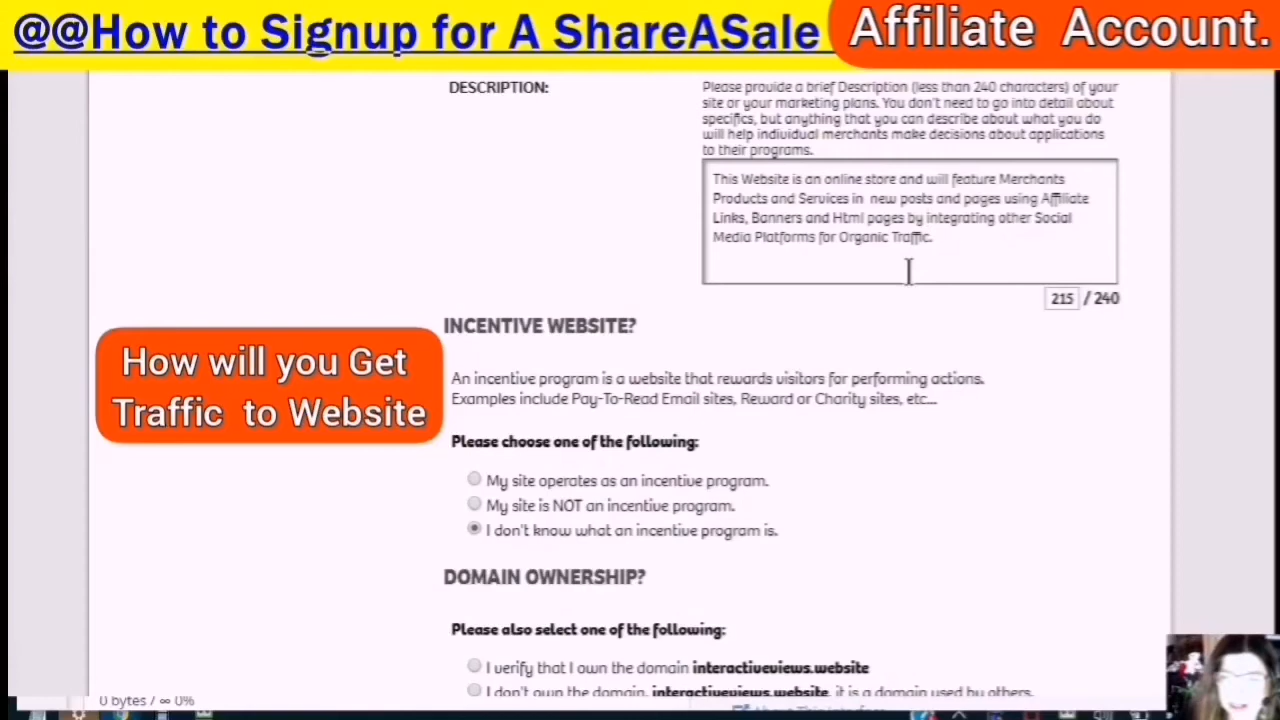 @@How to Signup for A ShareASale Affiliate Account.
DESCRIPTION:
Please provide a brief Description (less than 240 characters) of your
site or your marketing plans. You don't need to go into detail about
specifics, but anything that you can describe about what you do
will help individual merchants make decisions about applications
to their programs.
This Website is an online store and will feature Merchants
Products and Services in new posts and pages using Affiliate
Links, Banners and Html pages by integrating other Social
Media Platforms for Organic Traffic.
215 / 240
INCENTIVE WEBSITE?
How will you Get
Traffic to Website
An incentive program is a website that rewards visitors for performing actions.
Examples include Pay-To-Read Email sites, Reward or Charity sites, etc...
Please choose one of the following:
My site operates as an incentive program.
My site is NOT an incentive program.
I don't know what an incentive program is.
DOMAIN OWNERSHIP?
Please also select one of the following:
I verify that I own the domain interactiveviews.website
I don't own the domain, interactiveviews.website, it is a domain used by others.
0 bytes / ∞ 0%